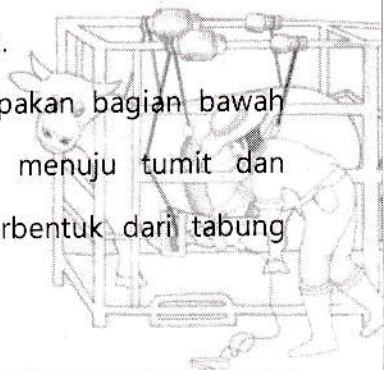 .
pakan bagian bawah
menuju tumit dan
rbentuk dari tabung